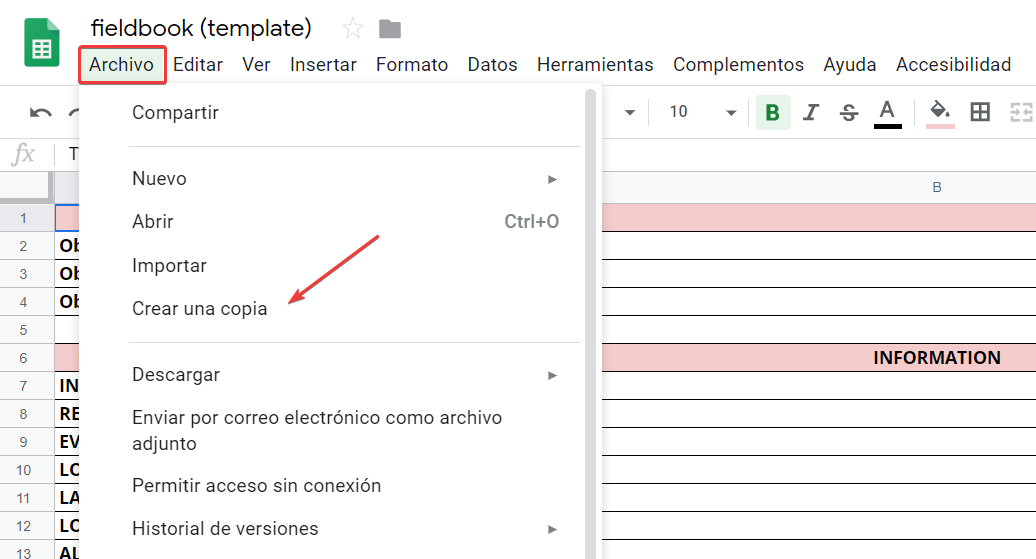 fieldbook (template)
Archivo Editar Ver Insertar Formato Datos Herramientas Complementos Ayuda Accesibilidad
Compartir
10 B I S A
fx T
Nuevo
B
Abrir Ctrl+O
1
2 Ob
Importar
3 Ob
Crear una copia
4 Ob
5
6 INFORMATION
Descargar
7 IN
8 RE
Enviar por correo electrónico como archivo
adjunto
9 EV
10 LO
Permitir acceso sin conexión
11 LA
12 LO
Historial de versiones
13 AL